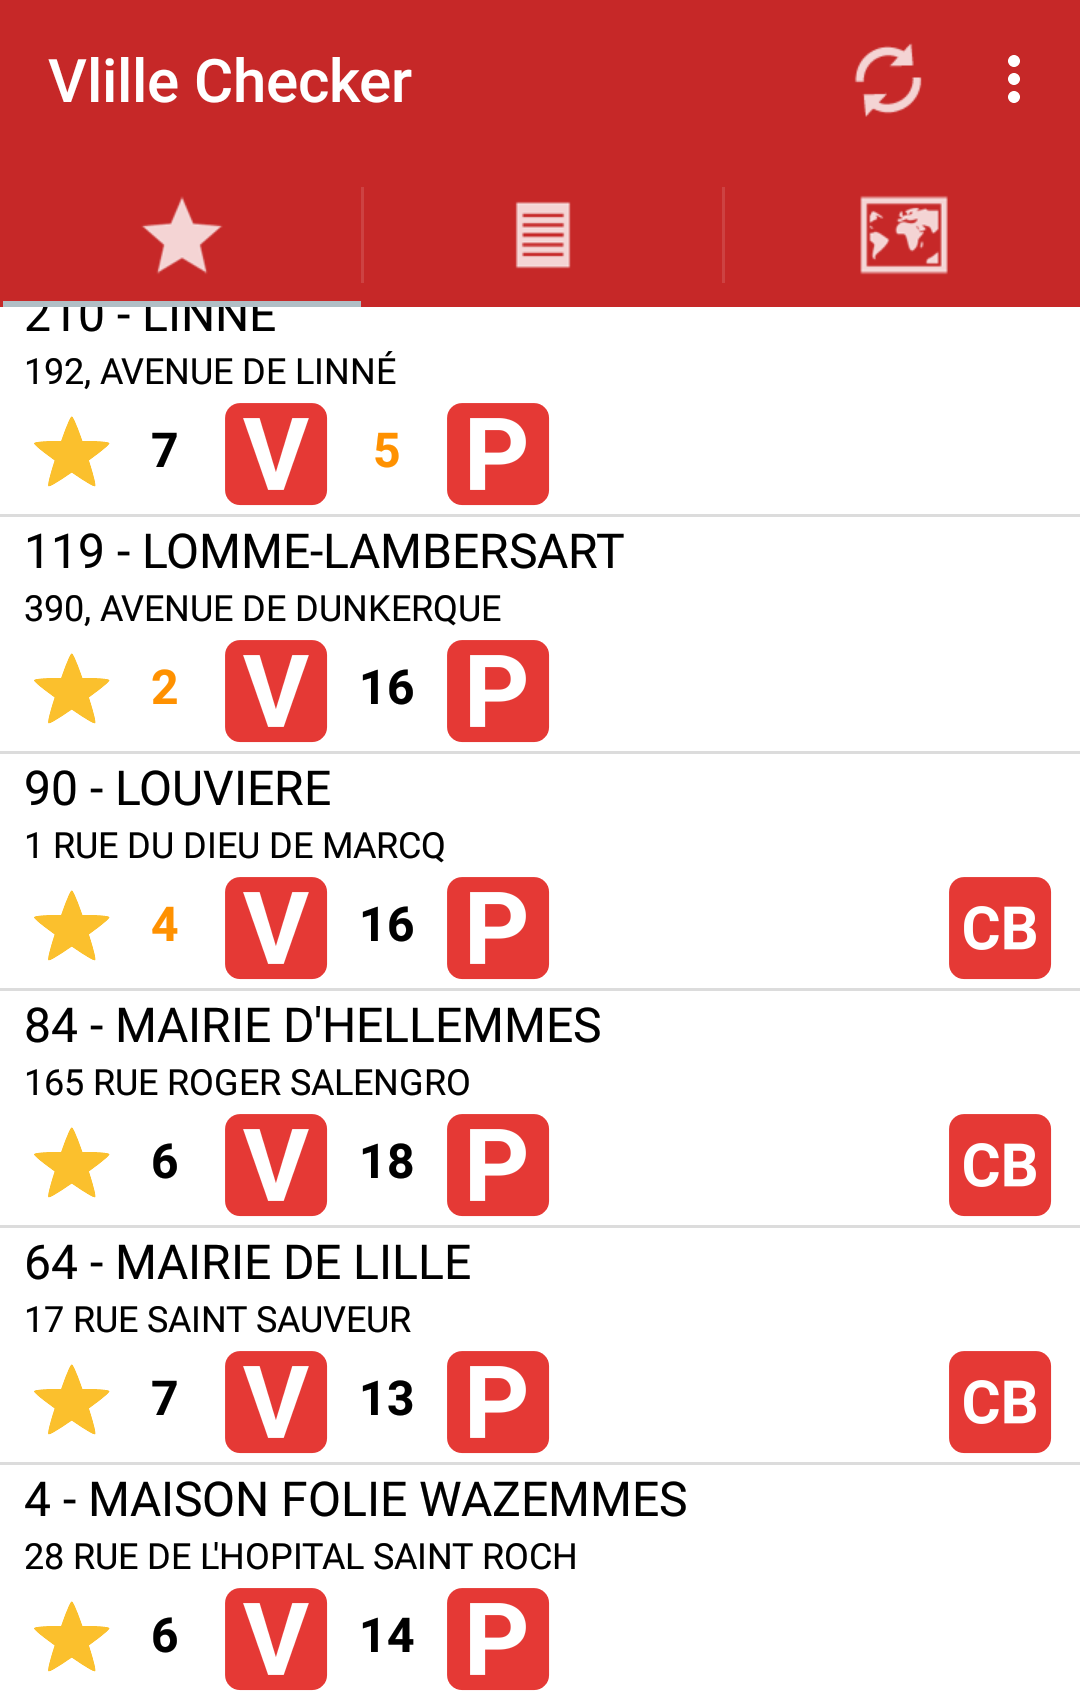 Vlille Checker
210 - LINNE
192, AVENUE DE LINNÉ
7 V 5 P
119 - LOMME-LAMBERSART
390, AVENUE DE DUNKERQUE
2 V 16 P
90 - LOUVIERE
1 RUE DU DIEU DE MARCQ
4 V 16 P CB
84 - MAIRIE D'HELLEMMES
165 RUE ROGER SALENGRO
6 V 18 P CB
64 - MAIRIE DE LILLE
17 RUE SAINT SAUVEUR
7 V 13 P CB
4 - MAISON FOLIE WAZEMMES
28 RUE DE L'HOPITAL SAINT ROCH
6 V 14 P